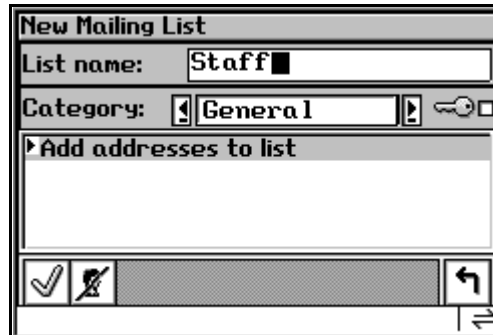 New Mailing List
List name: Staff
Category: General
Add addresses to list